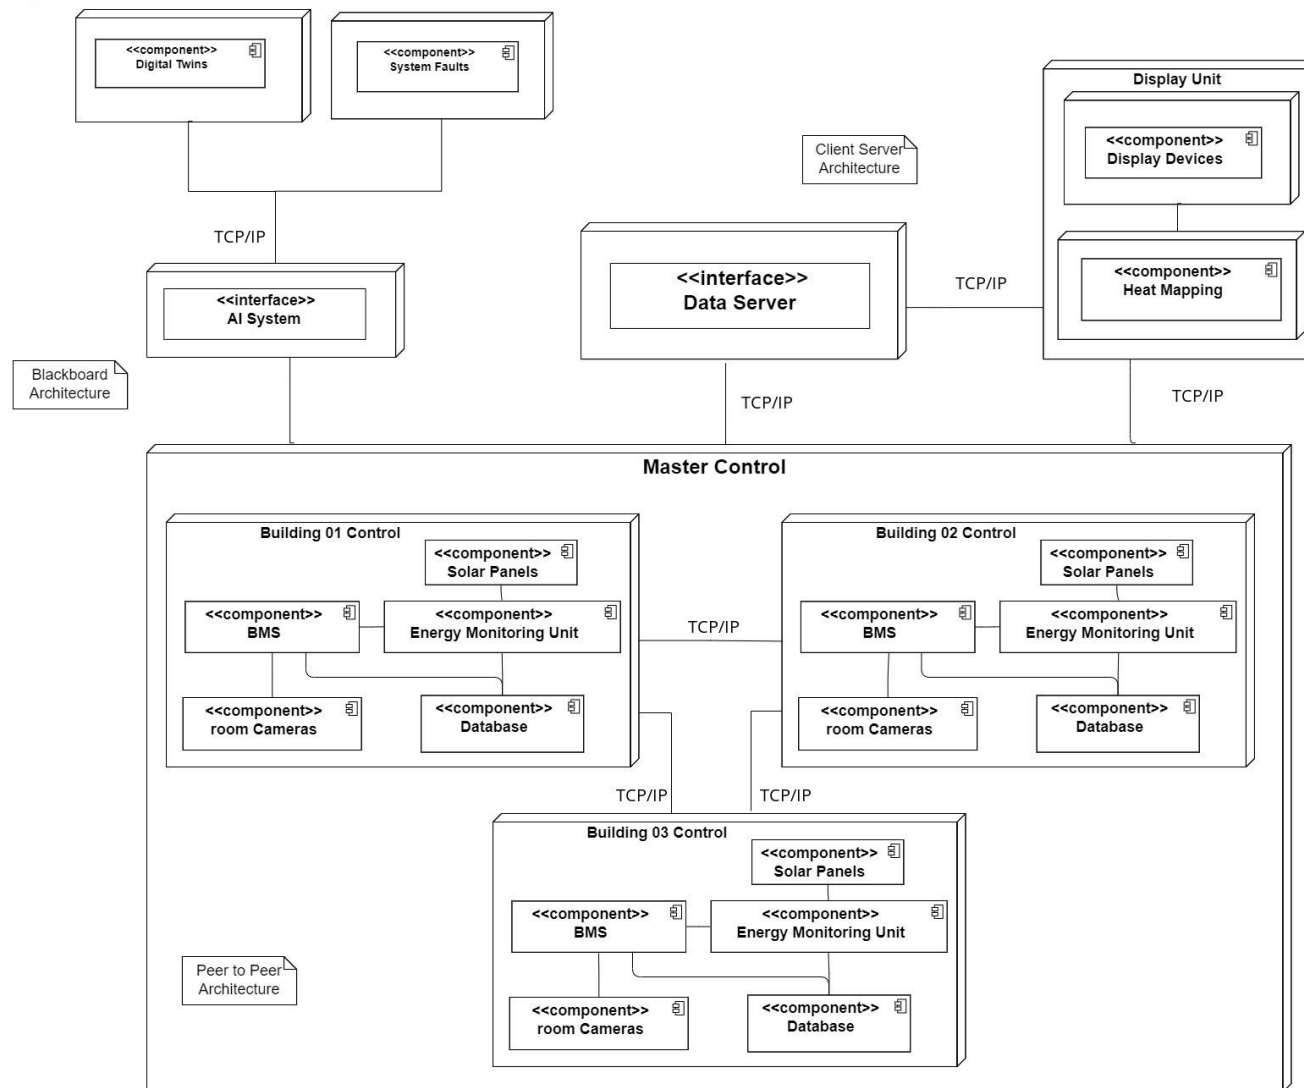 <<component>>
Digital Twins
<<component>>
System Faults
Display Unit
<<component>>
Display Devices
Client Server
Architecture
TCP/IP
<<interface>>
AI System
<<interface>>
Data Server
TCP/IP
<<component>>
Heat Mapping
Blackboard
Architecture
TCP/IP
TCP/IP
Master Control
Building 01 Control
<<component>>
Solar Panels
<<component>>
BMS
<<component>>
Energy Monitoring Unit
<<component>>
room Cameras
<<component>>
Database
TCP/IP
Building 02 Control
<<component>>
Solar Panels
<<component>>
BMS
<<component>>
Energy Monitoring Unit
<<component>>
room Cameras
<<component>>
Database
TCP/IP
TCP/IP
Building 03 Control
<<component>>
Solar Panels
<<component>>
BMS
<<component>>
Energy Monitoring Unit
<<component>>
room Cameras
<<component>>
Database
Peer to Peer
Architecture